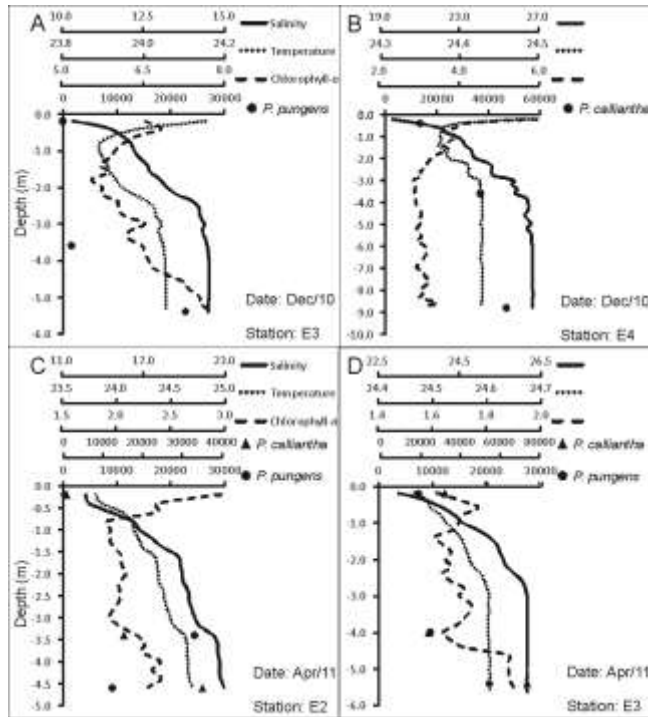 A
10.0 12.5 15.0 Salinity
23.8 24.0 24.2 Temperature
5.0 6.5 8.0 Chlorophyll-a
0 10000 20000 30000 P. pungens
0.0
-1.0
-2.0
-3.0
-4.0
-5.0
-6.0
Depth (m)
Date: Dec/10
Station: E3
B
19.0 23.0 27.0
24.3 24.4 24.5
2.0 4.0 6.0
0 20000 40000 60000 P. calliantha
0.0
-1.0
-2.0
-3.0
-4.0
-5.0
-6.0
-7.0
-8.0
-9.0
-10.0
Date: Dec/10
Station: E4
C
11.0 17.0 23.0 Salinity
23.5 24.0 24.5 25.0 Temperature
1.5 2.0 2.5 3.0 Chlorophyll-a
0 10000 20000 30000 40000 P. calliantha
P. pungens
0.0
-0.5
-1.0
-1.5
-2.0
-2.5
-3.0
-3.5
-4.0
-4.5
-5.0
Depth (m)
Date: Apr/11
Station: E2
D
22.5 24.5 26.5
24.4 24.5 24.6 24.7
1.4 1.6 1.8 2.0
0 20000 40000 60000 80000 P. calliantha
0 10000 20000 30000 P. pungens
0.0
-1.0
-2.0
-3.0
-4.0
-5.0
-6.0
Date: Apr/11
Station: E3